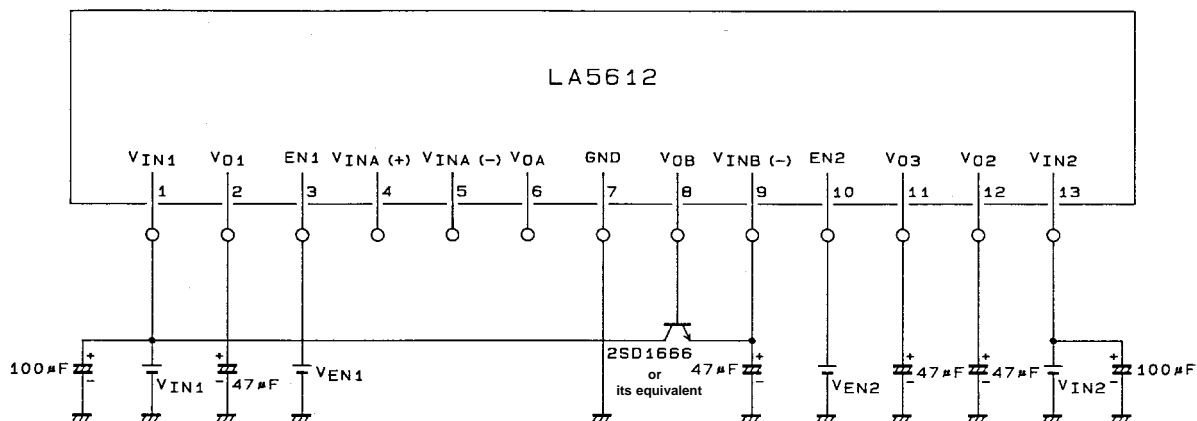 LA5612
VIN1 VO1 EN1 VINA (+) VINA (-) VOA GND VOB VINB (-) EN2 VO3 VO2 VIN2
1 2 3 4 5 6 7 8 9 10 11 12 13
100µF + - VIN1 + - 47µF VEN1 2SD1666 47µF + - VEN2 + - 47µF + - 47µF VIN2 + - 100µF
or
its equivalent